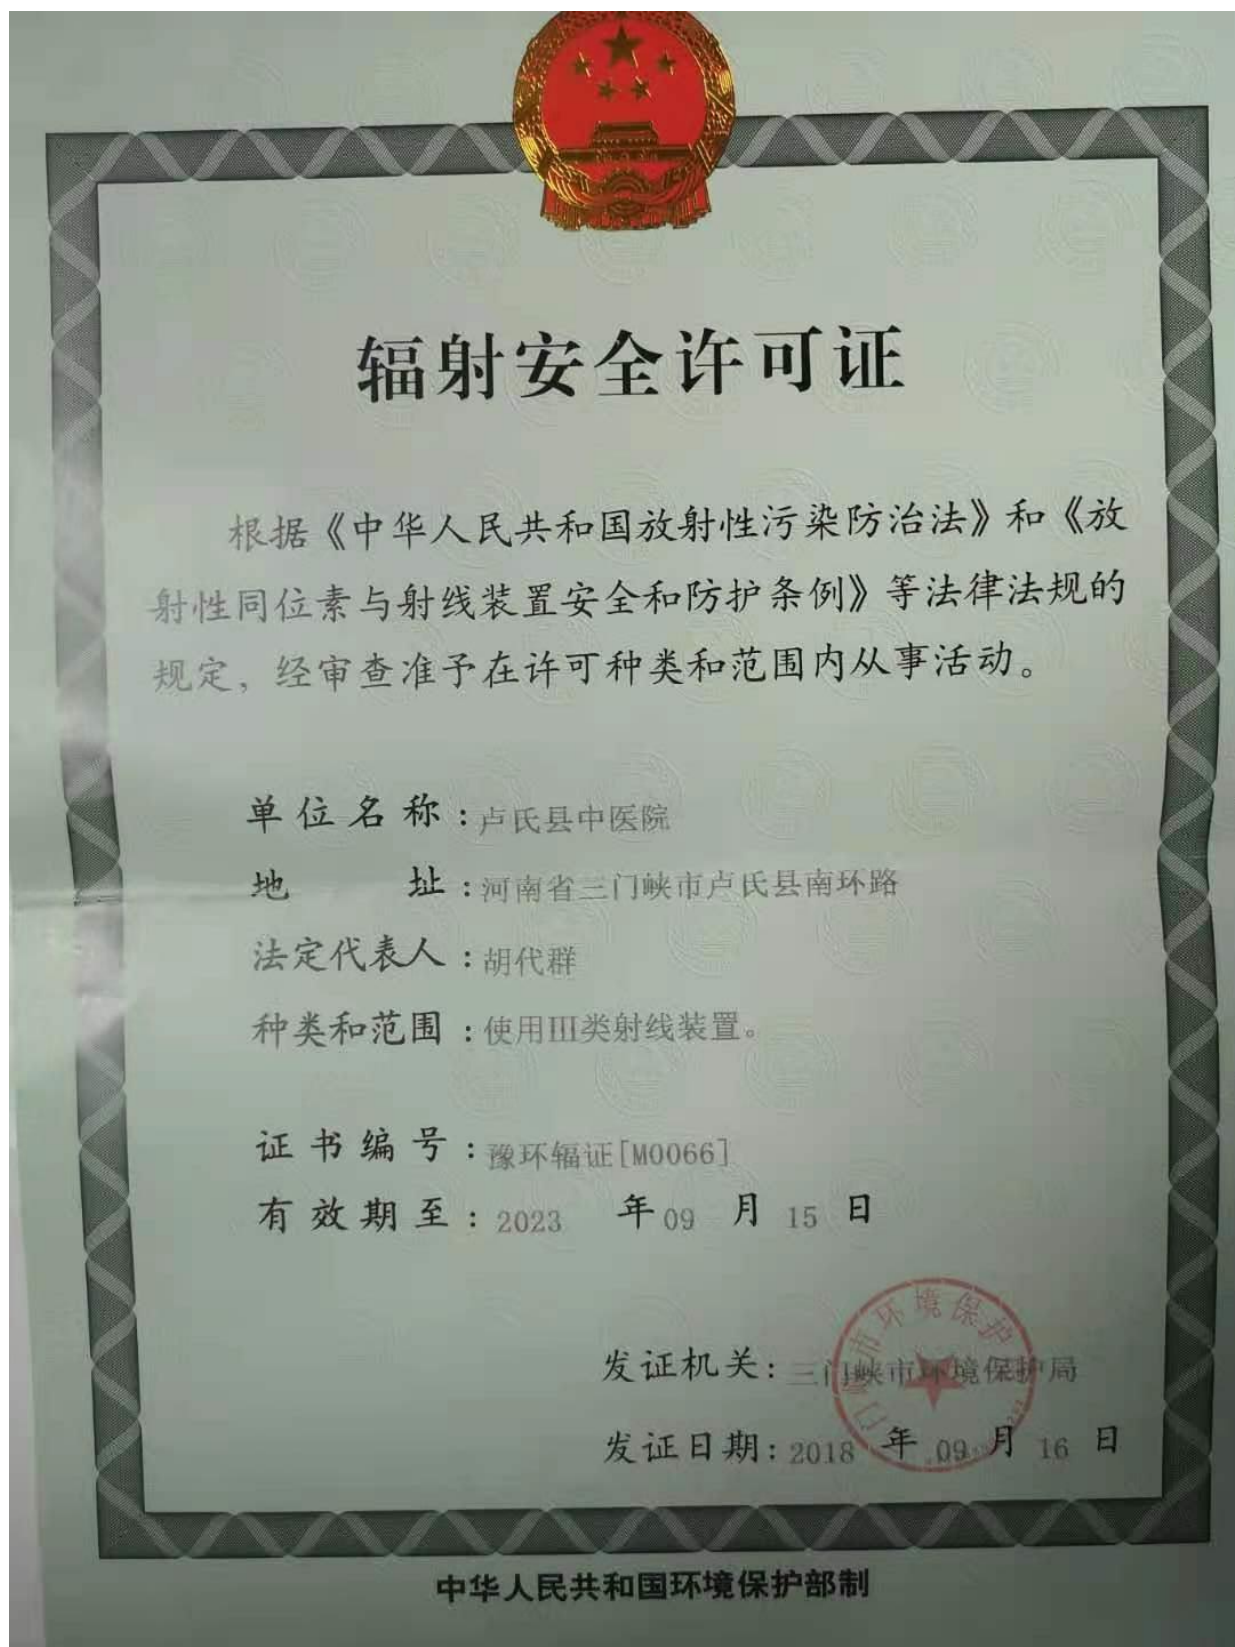 辐射安全许可证
根据《中华人民共和国放射性污染防治法》和《放
射性同位素与射线装置安全和防护条例》等法律法规的
规定，经审查准予在许可种类和范围内从事活动。
单位名称：卢氏县中医院
地址：河南省三门峡市卢氏县南环路
法定代表人：胡代群
种类和范围：使用III类射线装置。
证书编号：豫环辐证[M0066]
有效期至：2023 年 09 月 15 日
发证机关：三门峡市环境保护局
发证日期：2018 年 09 月 16 日
门峡市环境保护
中华人民共和国环境保护部制